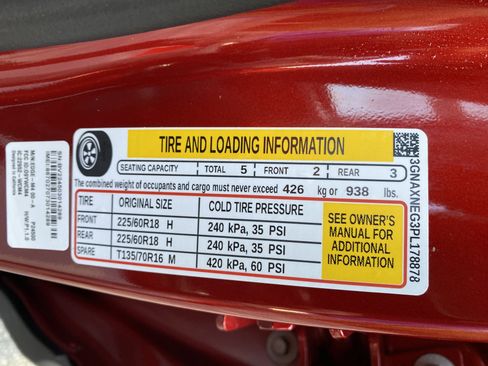 TIRE AND LOADING INFORMATION
SEATING CAPACITY TOTAL 5 FRONT 2 REAR 3
The combined weight of occupants and cargo must never exceed 426 kg or 938 lbs.
TIRE ORIGINAL SIZE COLD TIRE PRESSURE
FRONT 225/60R18 H 240 kPa, 35 PSI
REAR 225/60R18 H 240 kPa, 35 PSI
SPARE T135/70R16 M 420 kPa, 60 PSI
SEE OWNER'S
MANUAL FOR
ADDITIONAL
INFORMATION
3GNAXNEG3PL178878